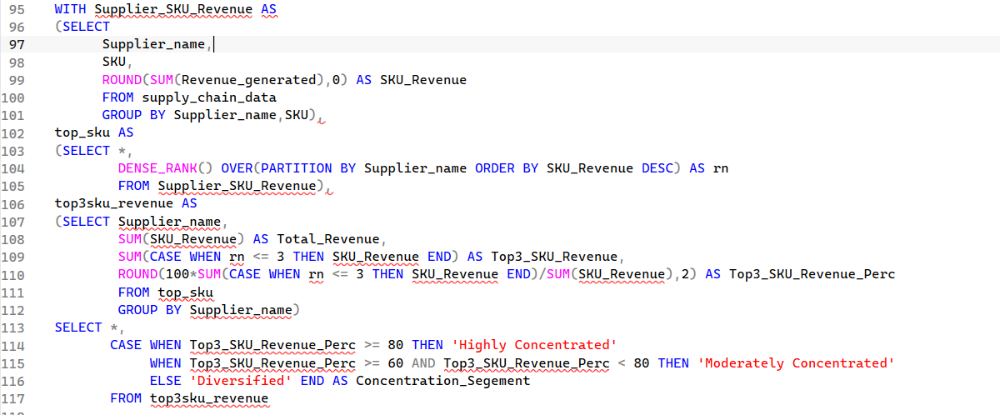 95 WITH Supplier_SKU_Revenue AS
96 (SELECT
97 Supplier_name,
98 SKU,
99 ROUND(SUM(Revenue_generated),0) AS SKU_Revenue
100 FROM supply_chain_data
101 GROUP BY Supplier_name,SKU),
102 top_sku AS
103 (SELECT *,
104 DENSE_RANK() OVER(PARTITION BY Supplier_name ORDER BY SKU_Revenue DESC) AS rn
105 FROM Supplier_SKU_Revenue),
106 top3sku_revenue AS
107 (SELECT Supplier_name,
108 SUM(SKU_Revenue) AS Total_Revenue,
109 SUM(CASE WHEN rn <= 3 THEN SKU_Revenue END) AS Top3_SKU_Revenue,
110 ROUND(100*SUM(CASE WHEN rn <= 3 THEN SKU_Revenue END)/SUM(SKU_Revenue),2) AS Top3_SKU_Revenue_Perc
111 FROM top_sku
112 GROUP BY Supplier_name)
113 SELECT *,
114 CASE WHEN Top3_SKU_Revenue_Perc >= 80 THEN 'Highly Concentrated'
115 WHEN Top3_SKU_Revenue_Perc >= 60 AND Top3_SKU_Revenue_Perc < 80 THEN 'Moderately Concentrated'
116 ELSE 'Diversified' END AS Concentration_Segement
117 FROM top3sku_revenue